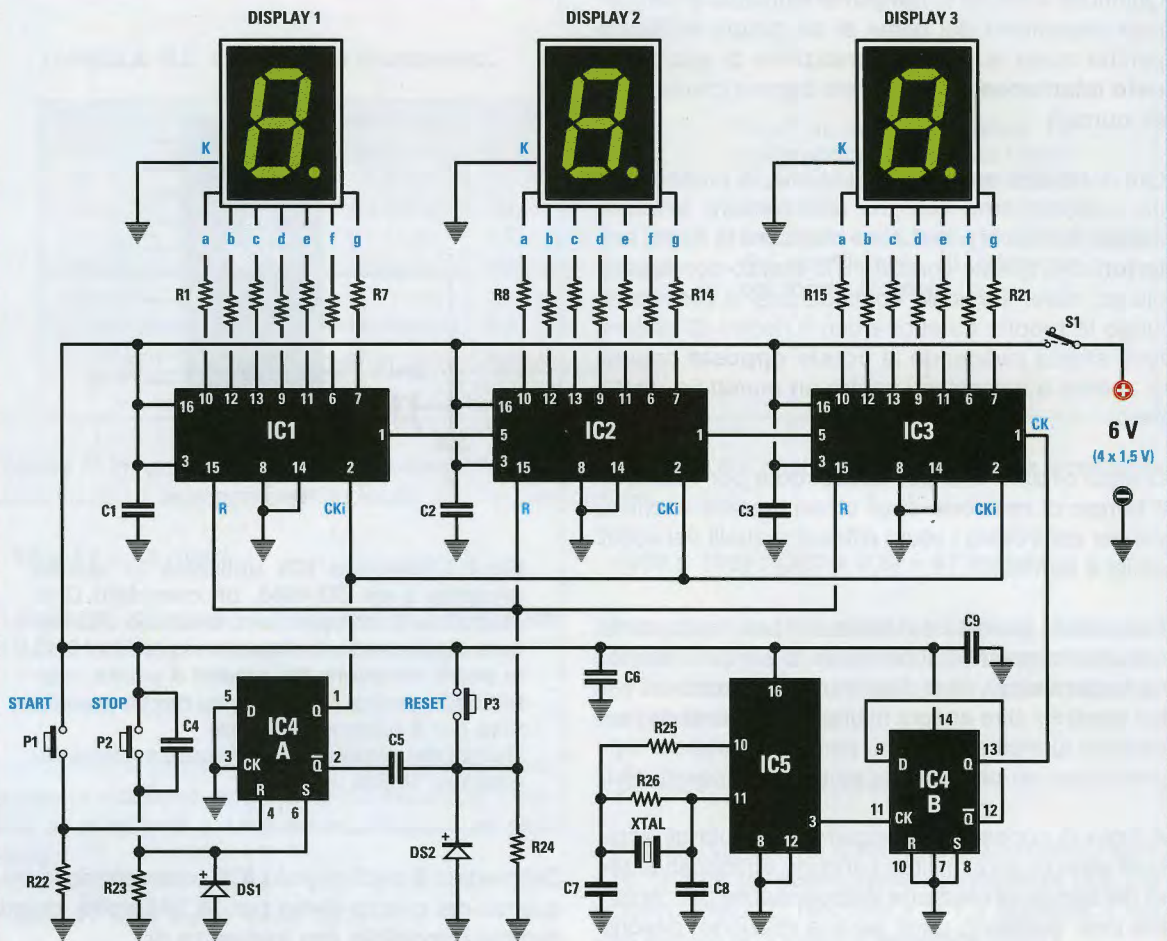 DISPLAY 1 DISPLAY 2 DISPLAY 3
K K K
a b c d e f g a b c d e f g a b c d e f g
R1 R7 R8 R14 R15 R21
S1
16 10 12 13 9 11 6 7 16 10 12 13 9 11 6 7 16 10 12 13 9 11 6 7
IC1 1 5 IC2 1 5 IC3 1 CK
6 V
(4 x 1,5 V)
3 15 8 14 2 3 15 8 14 2 3 15 8 14 2
C1 R CKi C2 R CKi C3 R CKi
C9
C6
16
START STOP RESET
P1 P2 C4 5 D Q 1 P3
IC4 A
3 CK Q 2 C5
R S
4 6
R25 10
R26 11 IC5 3
XTAL
8 12
14
9 D Q 13
IC4 B
11 CK Q 12
R S
10 7 8
R22 R23 DS1 DS2 R24 C7 C8